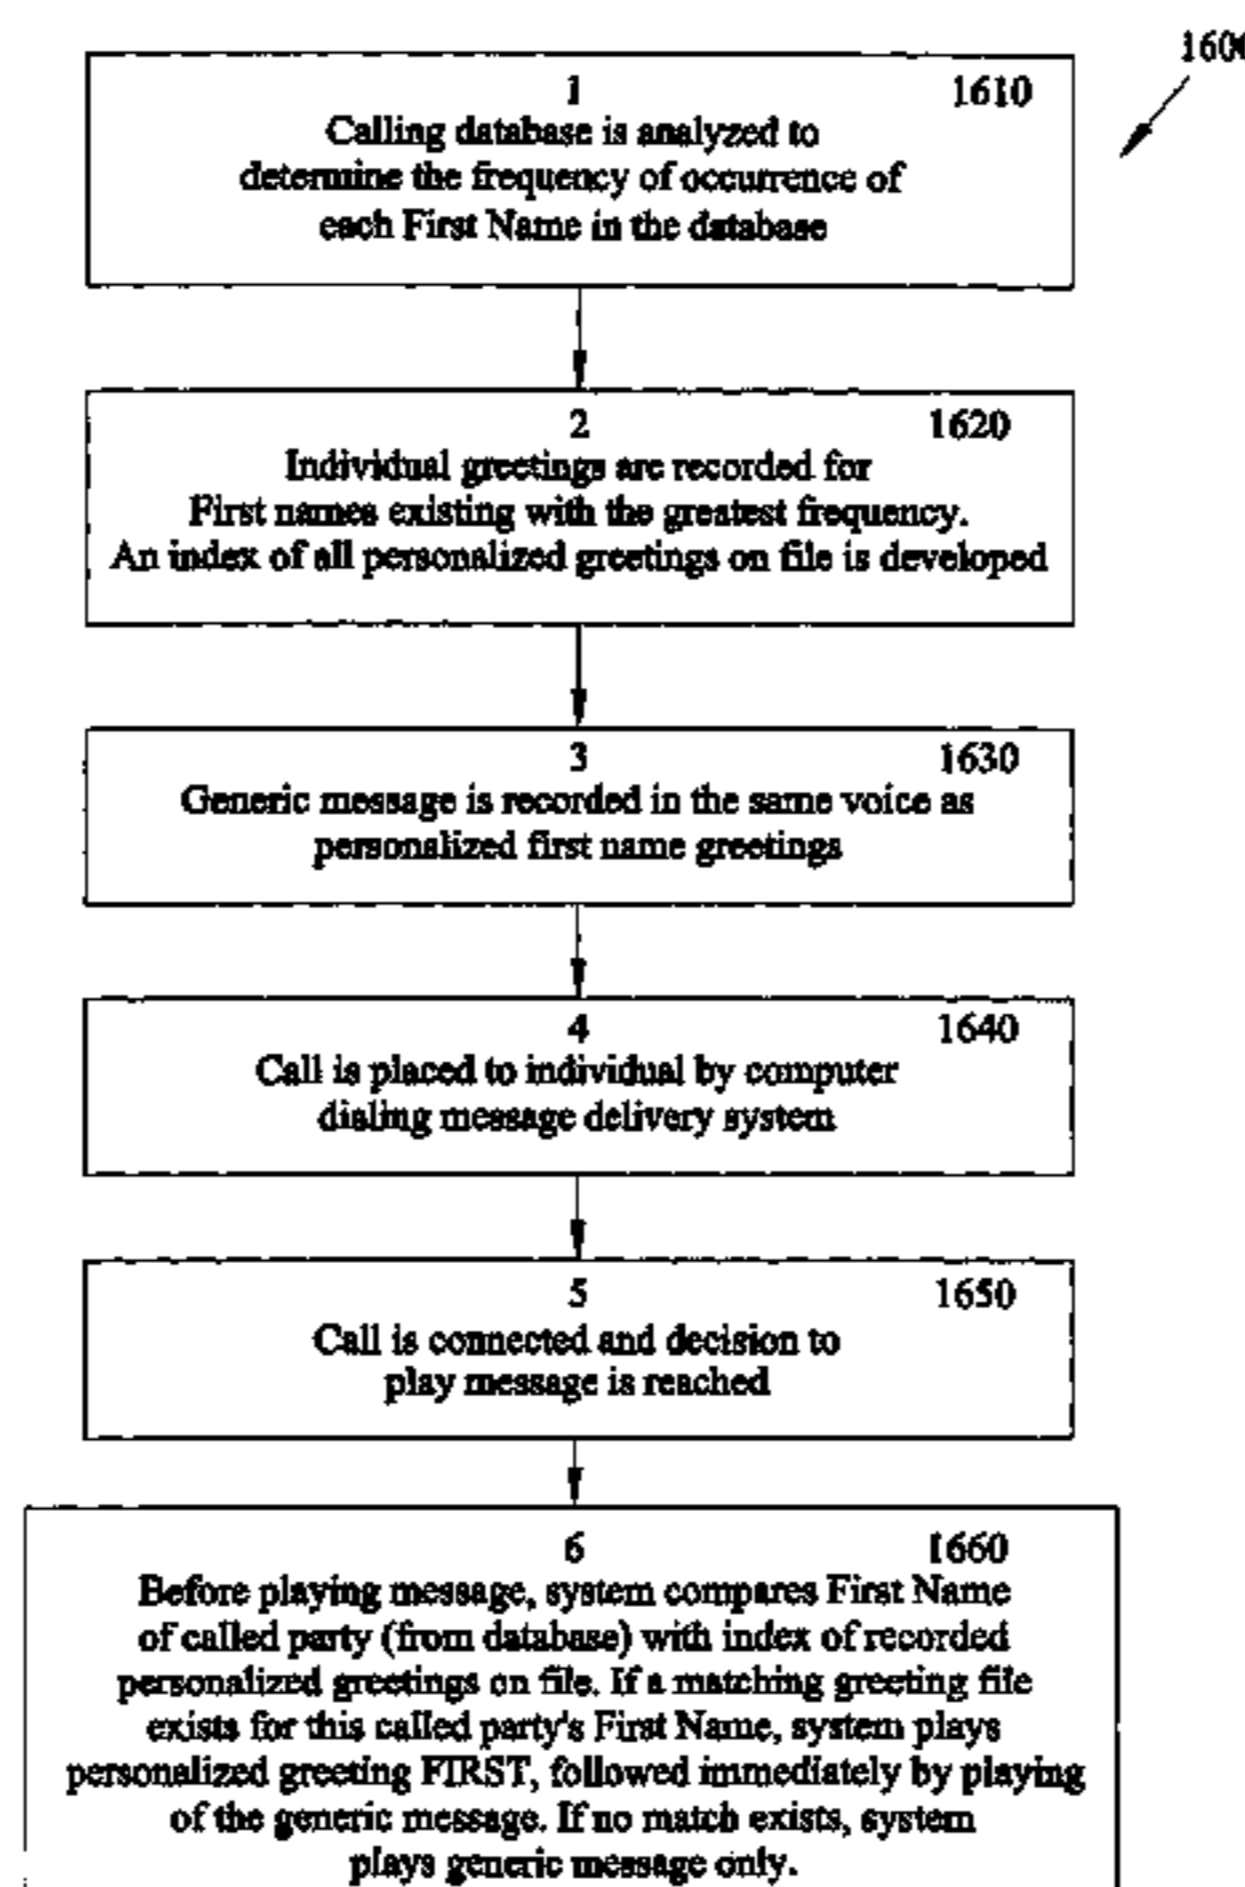 1600
1 1610
Calling database is analyzed to
determine the frequency of occurrence of
each First Name in the database
2 1620
Individual greetings are recorded for
First names existing with the greatest frequency.
An index of all personalized greetings on file is developed
3 1630
Generic message is recorded in the same voice as
personalized first name greetings
4 1640
Call is placed to individual by computer
dialing message delivery system
5 1650
Call is connected and decision to
play message is reached
6 1660
Before playing message, system compares First Name
of called party (from database) with index of recorded
personalized greetings on file. If a matching greeting file
exists for this called party's First Name, system plays
personalized greeting FIRST, followed immediately by playing
of the generic message. If no match exists, system
plays generic message only.